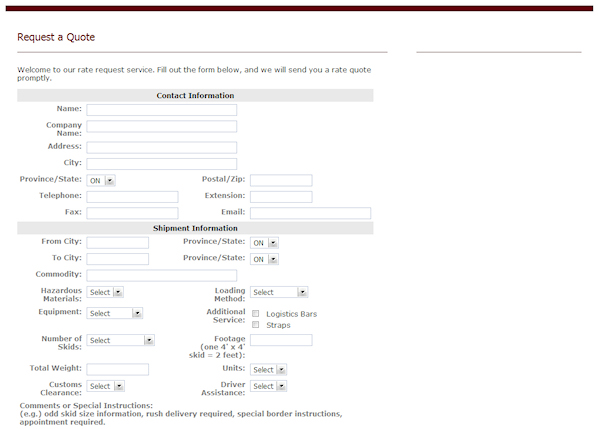 Request a Quote
Welcome to our rate request service. Fill out the form below, and we will send you a rate quote
promptly.
Contact Information
Name:
Company
Name:
Address:
City:
Province/State: ON Postal/Zip:
Telephone: Extension:
Fax: Email:
Shipment Information
From City: Province/State: ON
To City: Province/State: ON
Commodity:
Hazardous Materials: Select Loading Method: Select
Equipment: Select Additional Service: Logistics Bars
Straps
Number of Skids: Select Footage
(one 4' x 4'
skid = 2 feet):
Total Weight: Units: Select
Customs Clearance: Select Driver Assistance: Select
Comments or Special Instructions:
(e.g.) odd skid size information, rush delivery required, special border instructions,
appointment required.